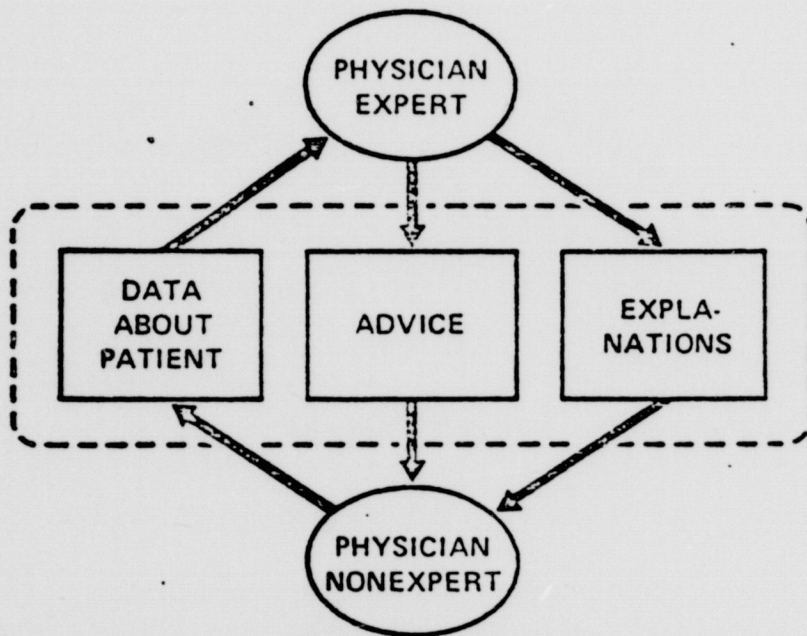 PHYSICIAN
EXPERT
DATA
ABOUT
PATIENT
ADVICE
EXPLA-
NATIONS
PHYSICIAN
NONEXPERT